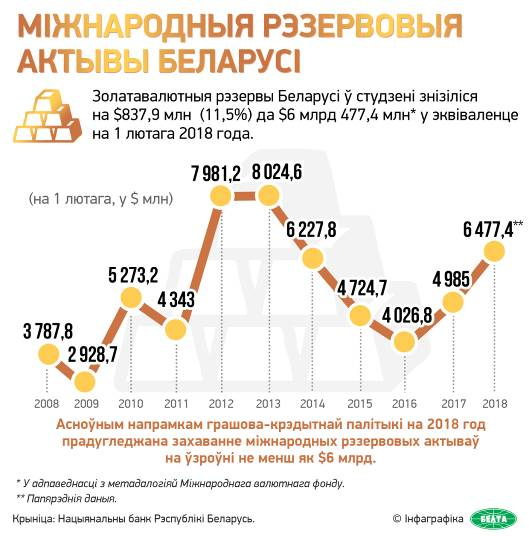 МІЖНАРОДНЫЯ РЭЗЕРВОВЫЯ
АКТЫВЫ БЕЛАРУСІ
Золатавалютныя рэзервы Беларусі ў студзені знізіліся
на $837,9 млн (11,5%) да $6 млрд 477,4 млн* у эквіваленце
на 1 лютага 2018 года.
(на 1 лютага, у $ млн)
3 787,8
2 928,7
5 273,2
4 343
7 981,2
8 024,6
6 227,8
4 724,7
4 026,8
4 985
6 477,4**
2008 2009 2010 2011 2012 2013 2014 2015 2016 2017 2018
Асноўным напрамкам грашова-крэдытнай палітыкі на 2018 год
прадугледжана захаванне міжнародных рэзервовых актываў
на ўзроўні не менш як $6 млрд.
* У адпаведнасці з метадалогіяй Міжнароднага валютнага фонду.
** Папярэднія даныя.
Крыніца: Нацыянальны банк Рэспублікі Беларусь.
© Інфаграфіка
БЕЛТА